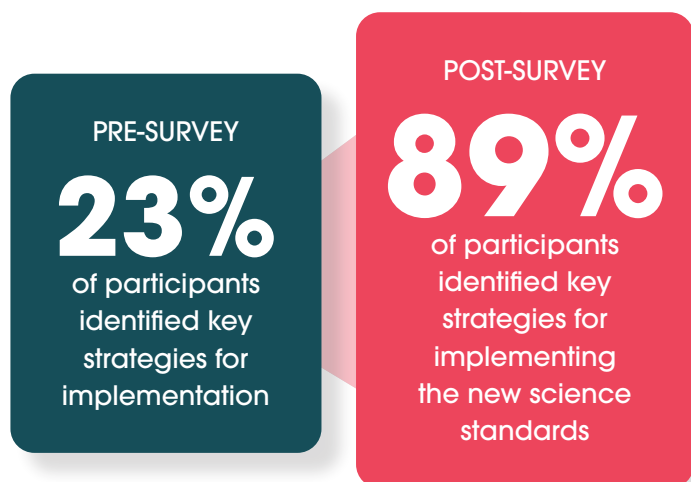 PRE-SURVEY
23%
of participants
identified key
strategies for
implementation
POST-SURVEY
89%
of participants
identified key
strategies for
implementing
the new science
standards